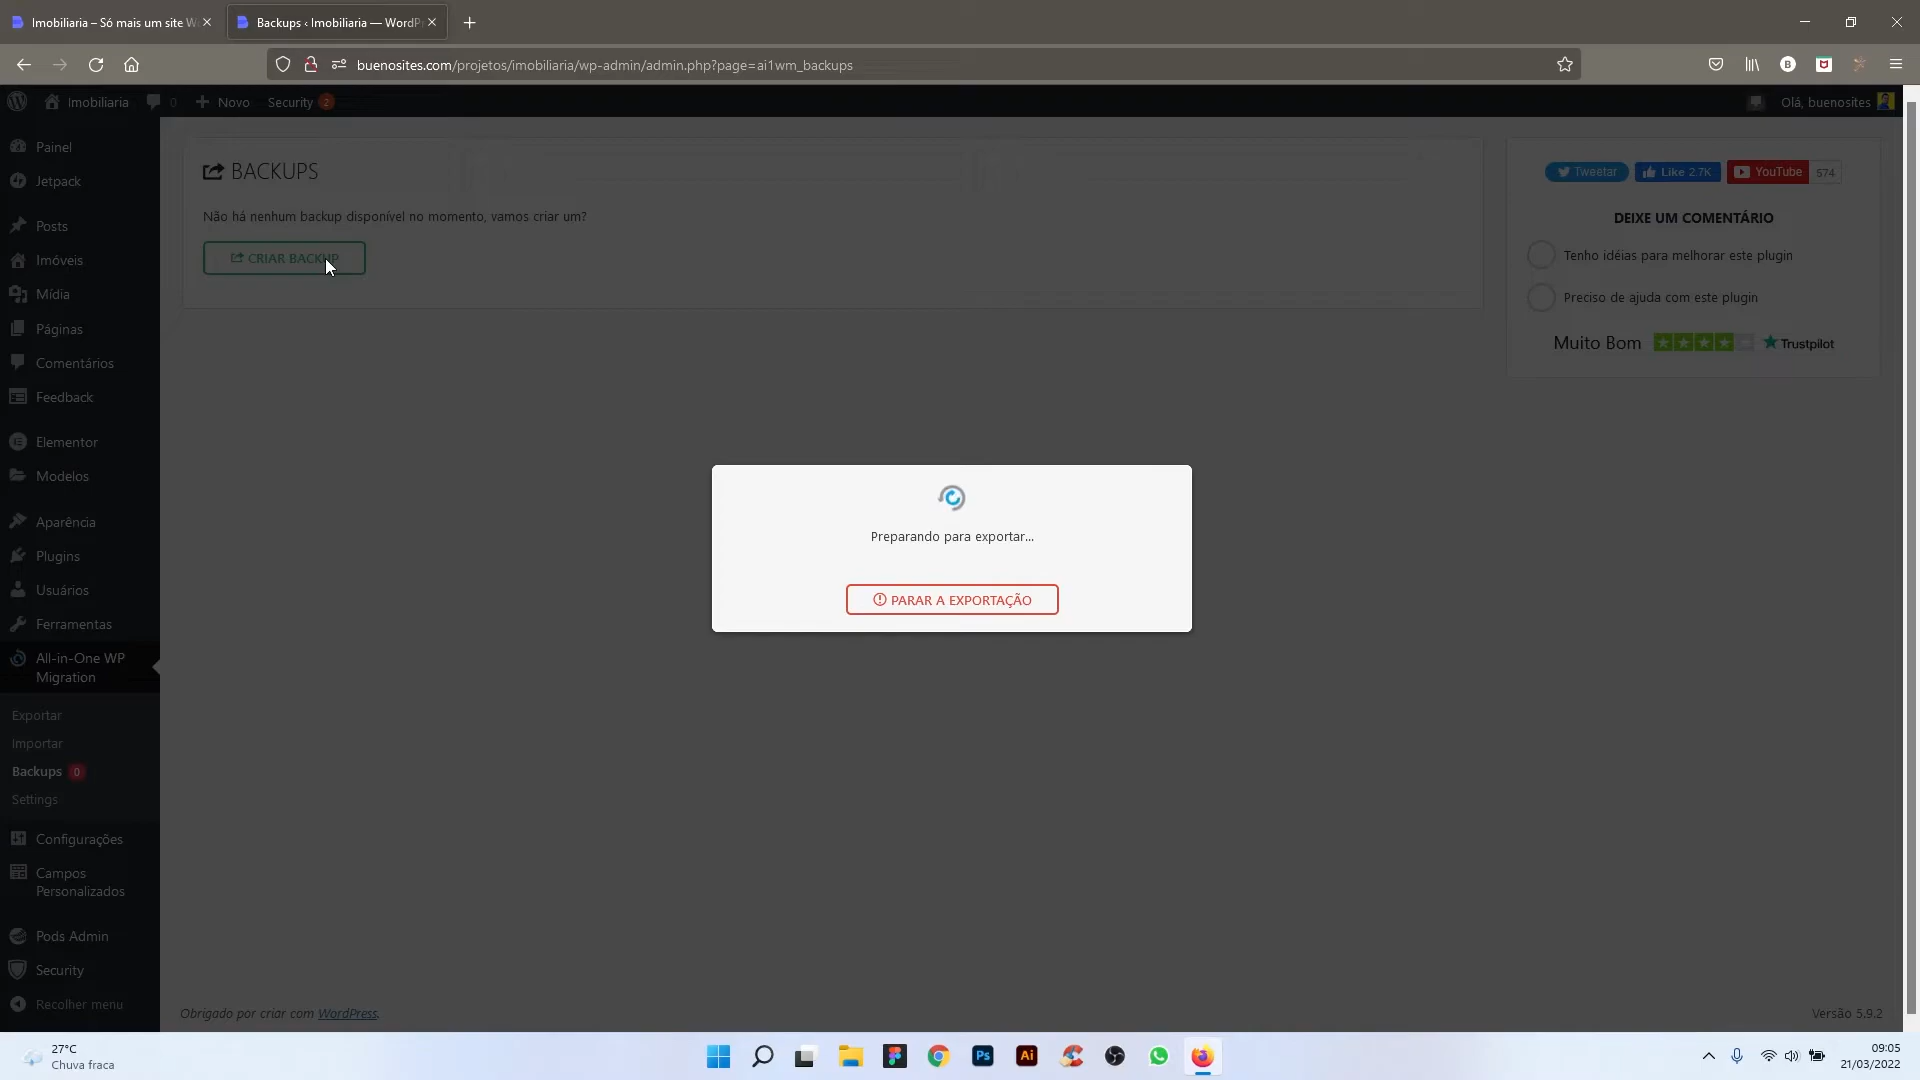 Imobiliaria – Só mais um site W
Backups ‹ Imobiliaria — WordP
buenosites.com/projetos/imobiliaria/wp-admin/admin.php?page=ai1wm_backups
B
Imobiliaria
0
Novo
Security
2
Olá, buenosites
Painel
Jetpack
Posts
Imóveis
Mídia
Páginas
Comentários
Feedback
Elementor
Modelos
Aparência
Plugins
Usuários
Ferramentas
All-in-One WP
Migration
Exportar
Importar
Backups 0
Settings
Configurações
Campos
Personalizados
Pods Admin
Security
Recolher menu
BACKUPS
Não há nenhum backup disponível no momento, vamos criar um?
CRIAR BACKUP
Tweetar
Like 2.7K
YouTube
574
DEIXE UM COMENTÁRIO
Tenho idéias para melhorar este plugin
Preciso de ajuda com este plugin
Muito Bom
Trustpilot
Preparando para exportar...
PARAR A EXPORTAÇÃO
Obrigado por criar com WordPress.
Versão 5.9.2
27°C
Chuva fraca
Ps
Ai
09:05
21/03/2022